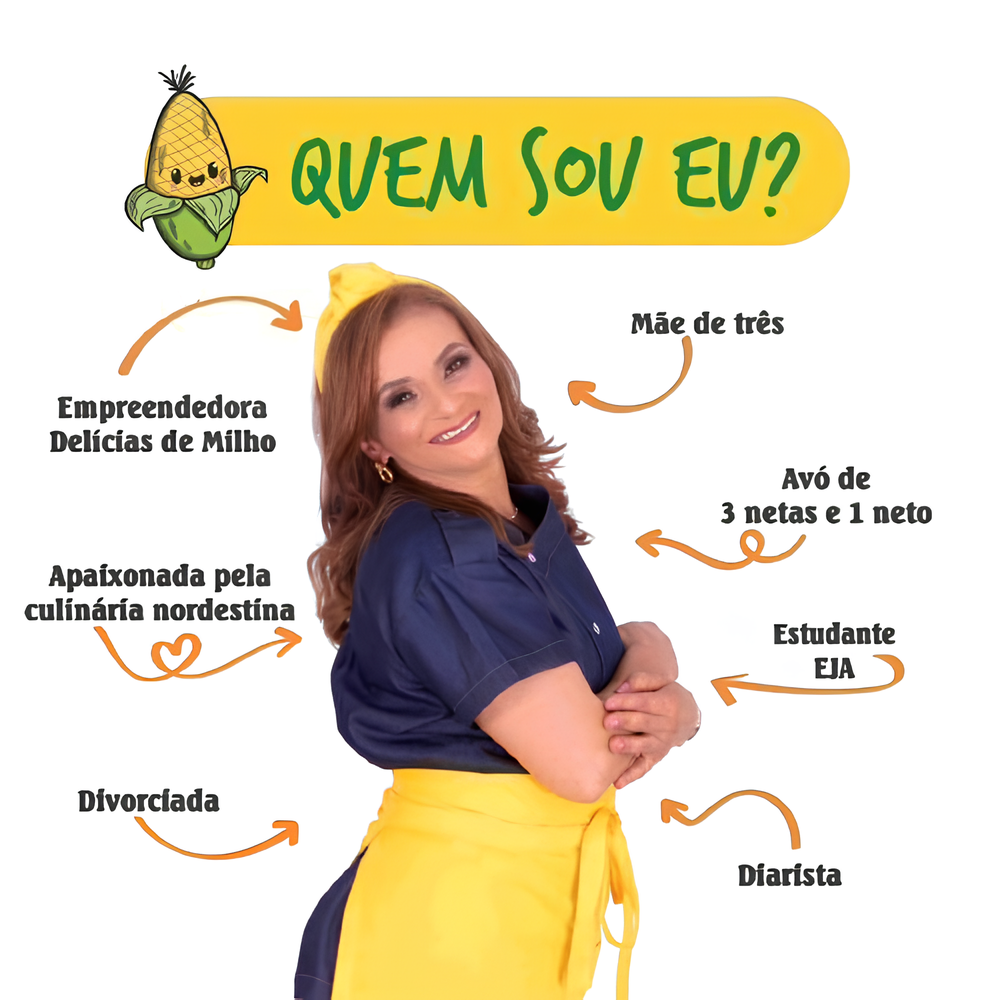 QUEM SOU EU?
Mãe de três
Empreendedora
Delícias de Milho
Avó de
3 netas e 1 neto
Apaixonada pela
culinária nordestina
Estudante
EJA
Divorciada
Diarista